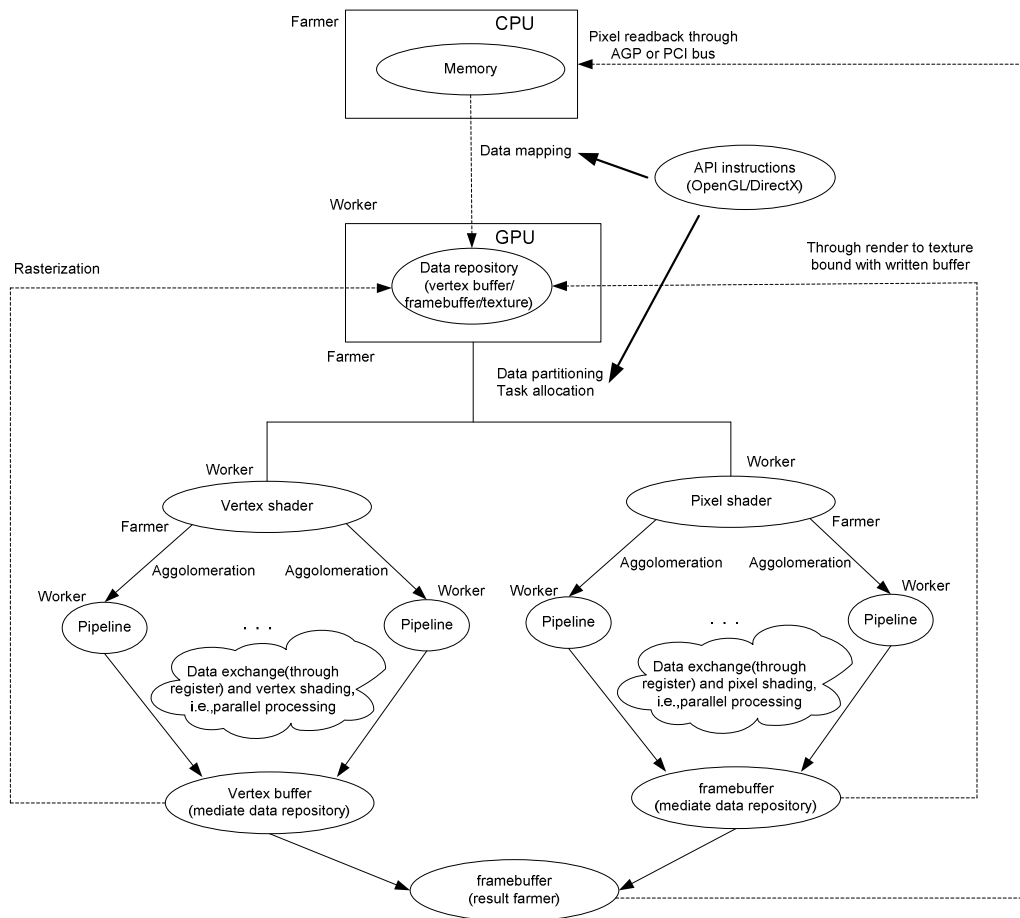 Farmer
CPU
Memory
Pixel readback through
AGP or PCI bus
Data mapping
API instructions
(OpenGL/DirectX)
Worker
GPU
Data repository
(vertex buffer/
framebuffer/texture)
Rasterization
Through render to texture
bound with written buffer
Farmer
Data partitioning
Task allocation
Worker
Vertex shader
Worker
Pixel shader
Farmer
Agglomeration
Agglomeration
Farmer
Agglomeration
Agglomeration
Worker
Pipeline
Worker
Pipeline
Worker
Pipeline
Worker
Pipeline
. . .
Data exchange(through
register) and vertex shading,
i.e.,parallel processing
. . .
Data exchange(through
register) and pixel shading,
i.e.,parallel processing
Vertex buffer
(mediate data repository)
framebuffer
(mediate data repository)
framebuffer
(result farmer)